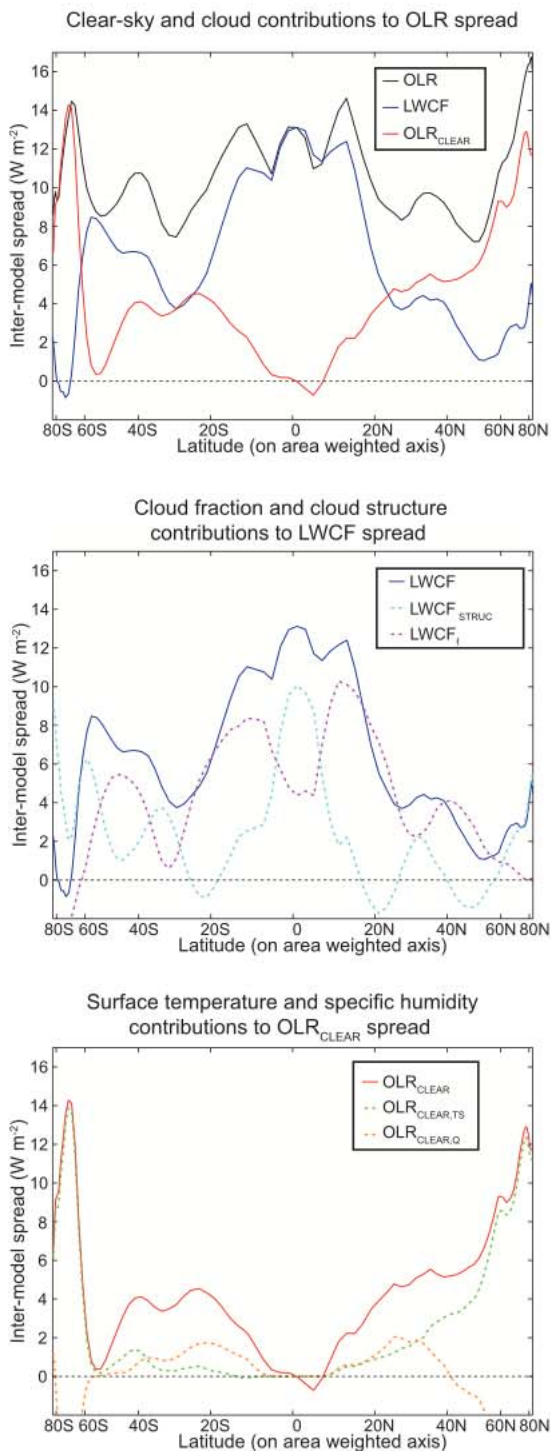 Clear-sky and cloud contributions to OLR spread
16
14
12
10
8
6
4
2
0
Inter-model spread (W m-2)
OLR
LWCF
OLRCLEAR
80S 60S 40S 20S 0 20N 40N 60N 80N
Latitude (on area weighted axis)
Cloud fraction and cloud structure
contributions to LWCF spread
16
14
12
10
8
6
4
2
0
Inter-model spread (W m-2)
LWCF
LWCF STRUC
LWCFf
80S 60S 40S 20S 0 20N 40N 60N 80N
Latitude (on area weighted axis)
Surface temperature and specific humidity
contributions to OLRCLEAR spread
16
14
12
10
8
6
4
2
0
Inter-model spread (W m-2)
OLRCLEAR
OLRCLEAR,TS
OLRCLEAR,Q
80S 60S 40S 20S 0 20N 40N 60N 80N
Latitude (on area weighted axis)